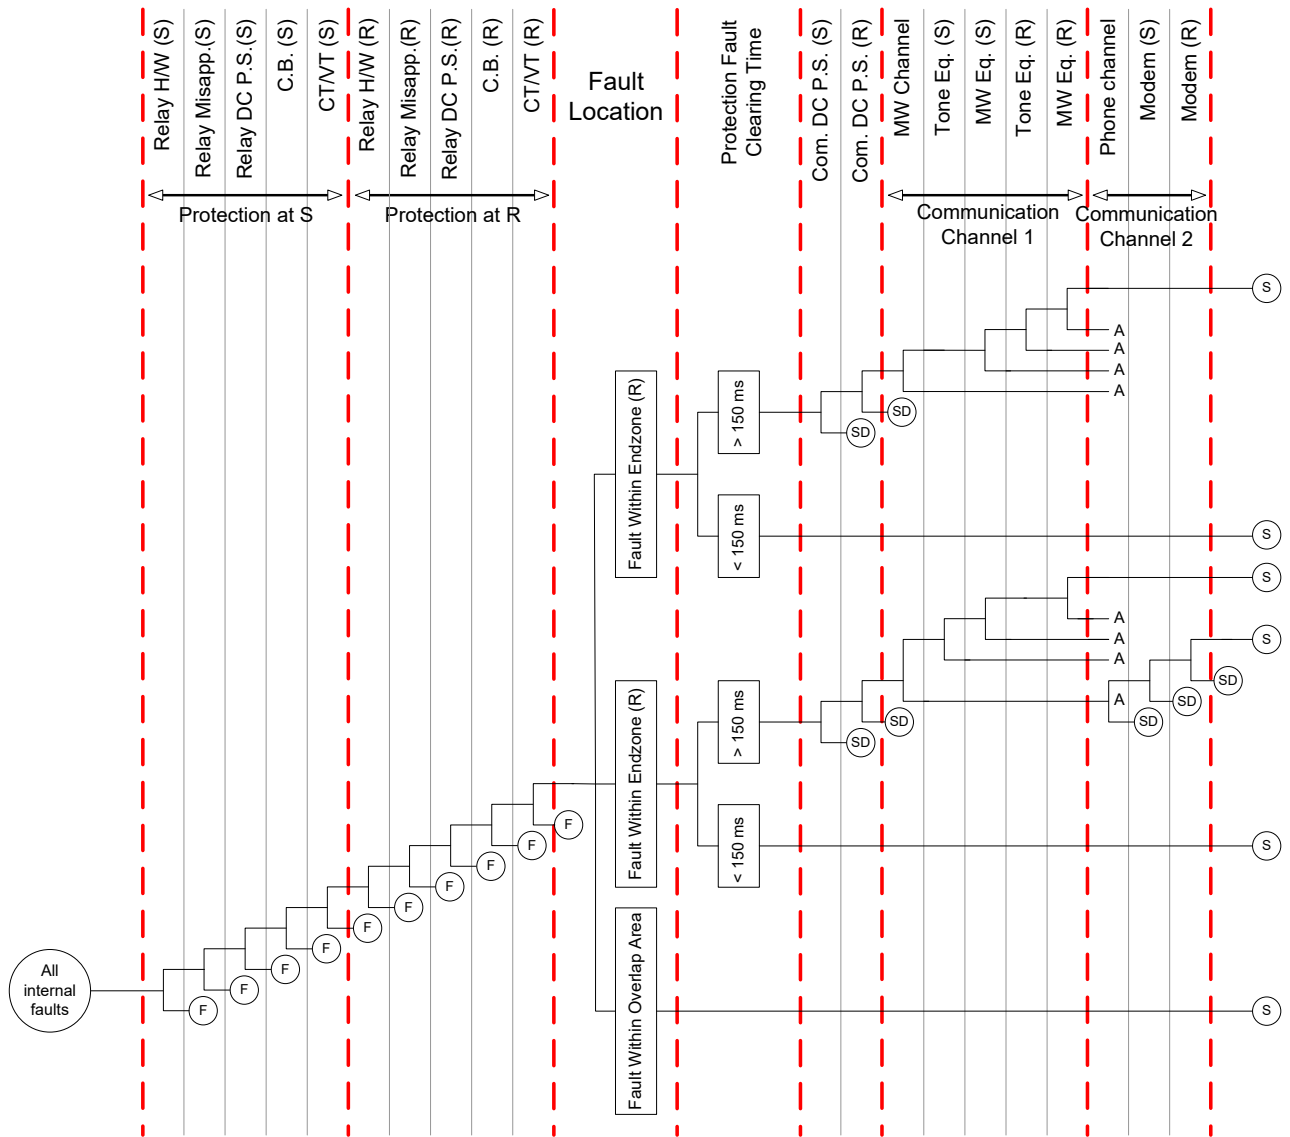 Relay H/W (S)
Relay Misapp.(S)
Relay DC P.S.(S)
C.B. (S)
CT/VT (S)
Relay H/W (R)
Relay Misapp.(R)
Relay DC P.S.(R)
C.B. (R)
CT/VT (R)
Fault
Location
Protection Fault
Clearing Time
Com. DC P.S. (S)
Com. DC P.S. (R)
MW Channel
Tone Eq. (S)
MW Eq. (S)
Tone Eq. (R)
MW Eq. (R)
Phone channel
Modem (S)
Modem (R)
Protection at S
Protection at R
Communication
Channel 1
Communication
Channel 2
S
A
A
A
A
Fault Within Endzone (R)
> 150 ms
SD
SD
< 150 ms
S
S
A
A
A
S
SD
A
SD
SD
Fault Within Endzone (R)
> 150 ms
SD
SD
< 150 ms
S
F
F
F
F
F
F
F
F
F
F
All
internal
faults
Fault Within Overlap Area
S